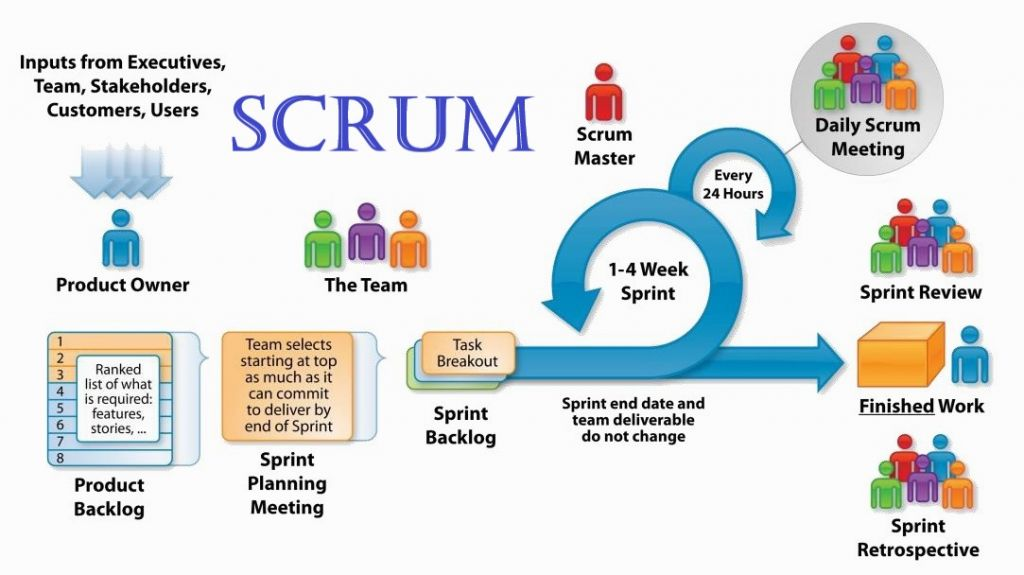 Inputs from Executives,
Team, Stakeholders,
Customers, Users
SCRUM
Product Owner
The Team
Scrum
Master
Every
24 Hours
Daily Scrum
Meeting
1-4 Week
Sprint
Sprint Review
1
2
3
4
5
6
7
8
Ranked
list of what
is required:
features,
stories, ...
Product
Backlog
Team selects
starting at top
as much as it
can commit
to deliver by
end of Sprint
Sprint
Planning
Meeting
Task
Breakout
Sprint
Backlog
Sprint end date and
team deliverable
do not change
Finished Work
Sprint
Retrospective